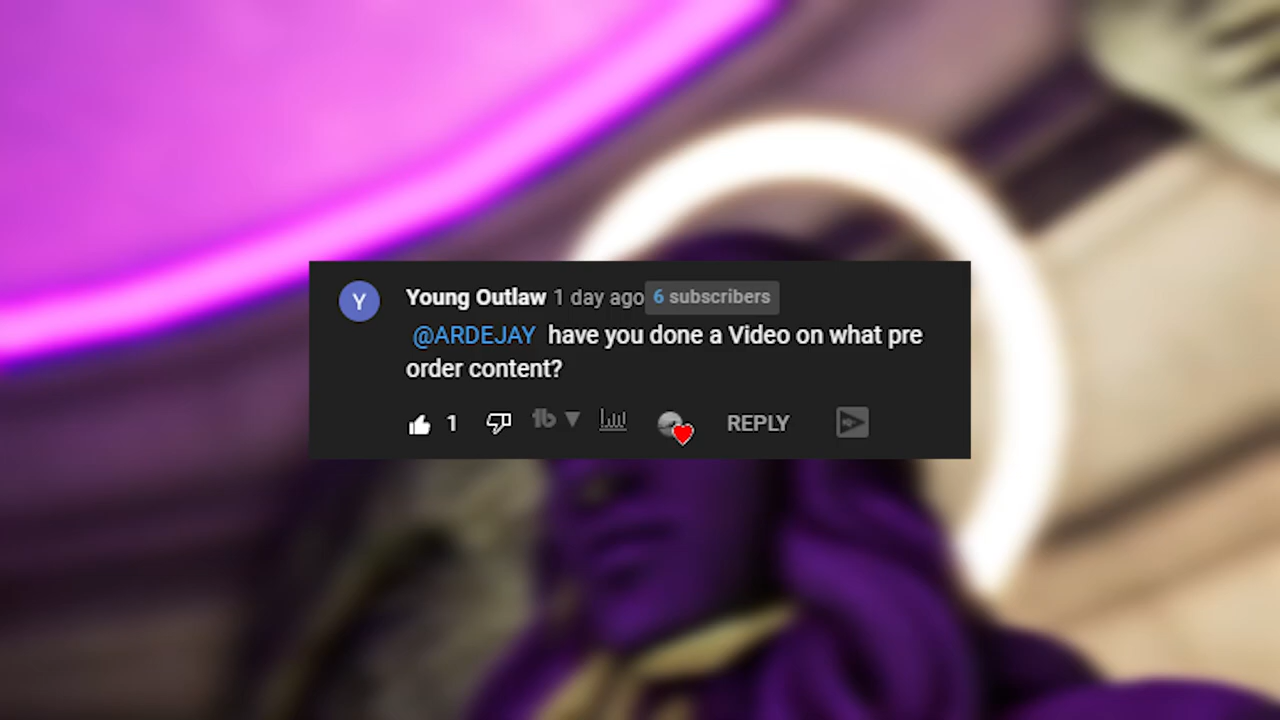 Y
Young Outlaw 1 day ago 6 subscribers
@ARDEJAY have you done a Video on what pre
order content?
1 REPLY